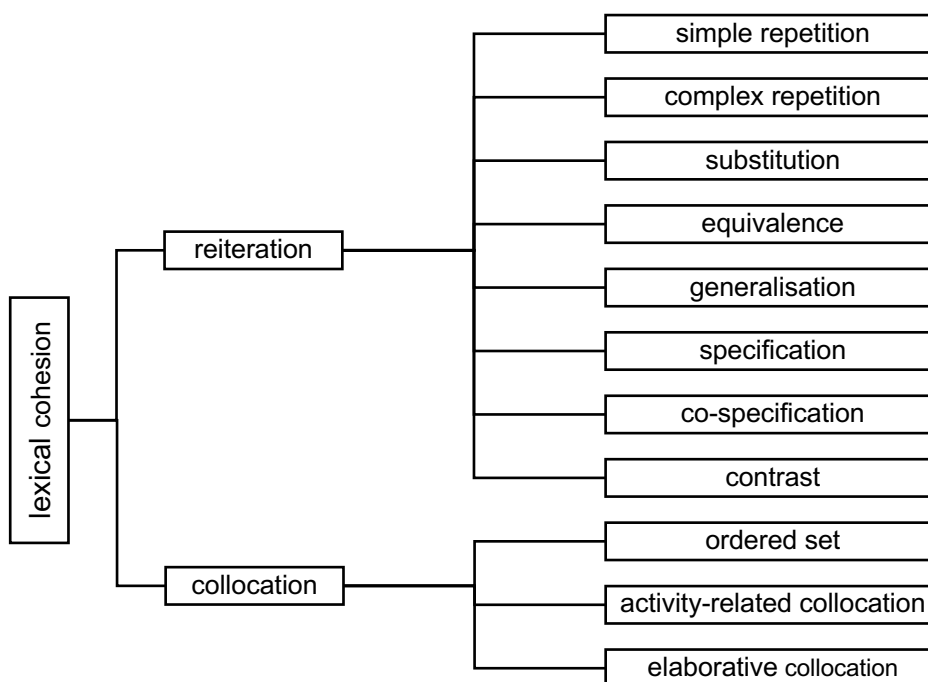 lexical cohesion
reiteration
simple repetition
complex repetition
substitution
equivalence
generalisation
specification
co-specification
contrast
collocation
ordered set
activity-related collocation
elaborative collocation